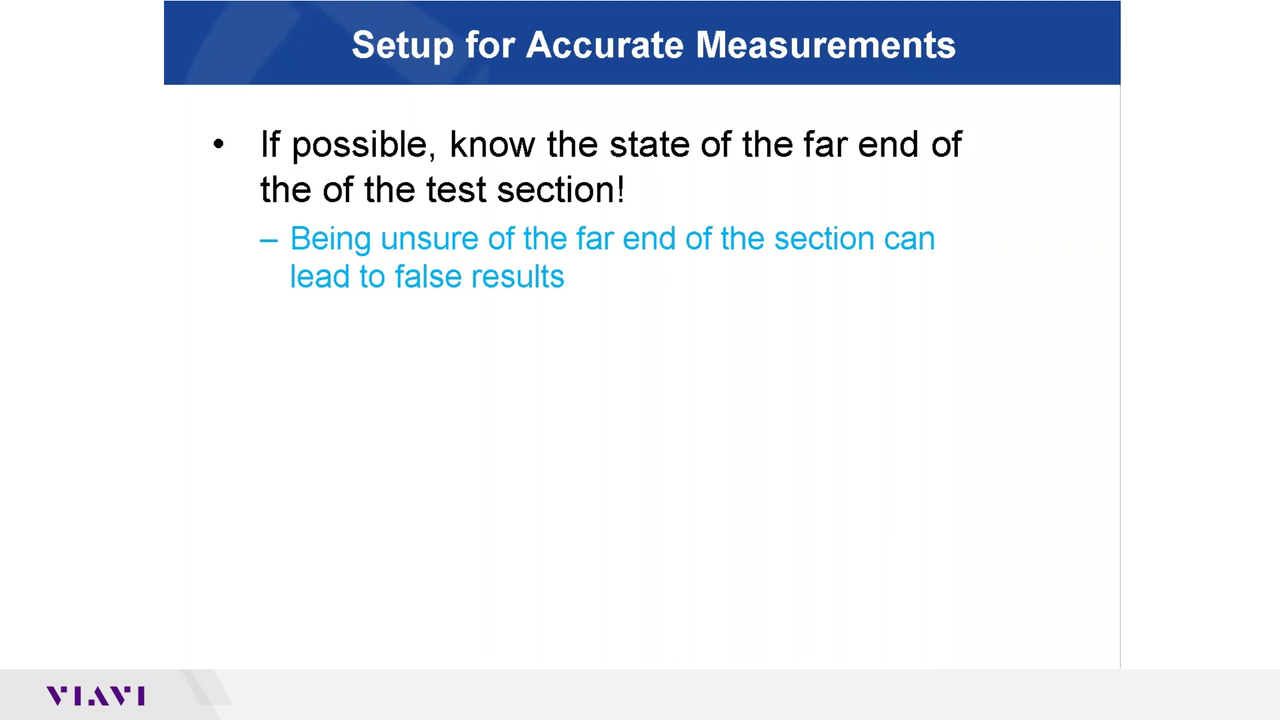 Setup for Accurate Measurements
• If possible, know the state of the far end of
the of the test section!
– Being unsure of the far end of the section can
lead to false results
VIAVI